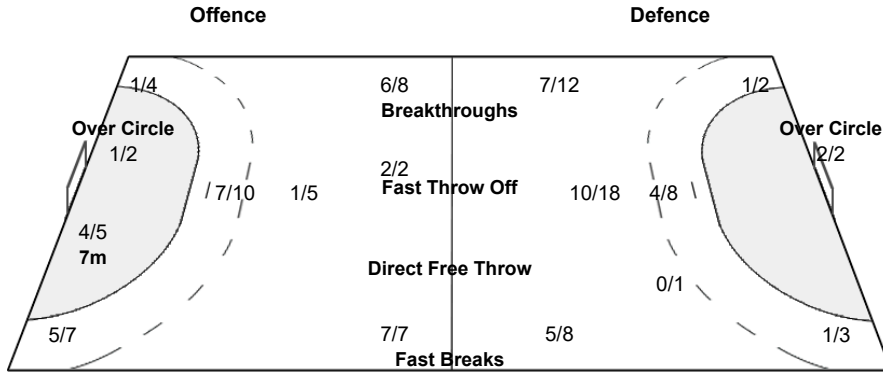 Offence Defence
1/4 6/8 7/12 1/2
Breakthroughs
Over Circle Over Circle
1/2 2/2
2/2
Fast Throw Off
7/10 1/5 10/18 4/8
4/5
7m
Direct Free Throw
0/1
5/7 7/7 5/8 1/3
Fast Breaks